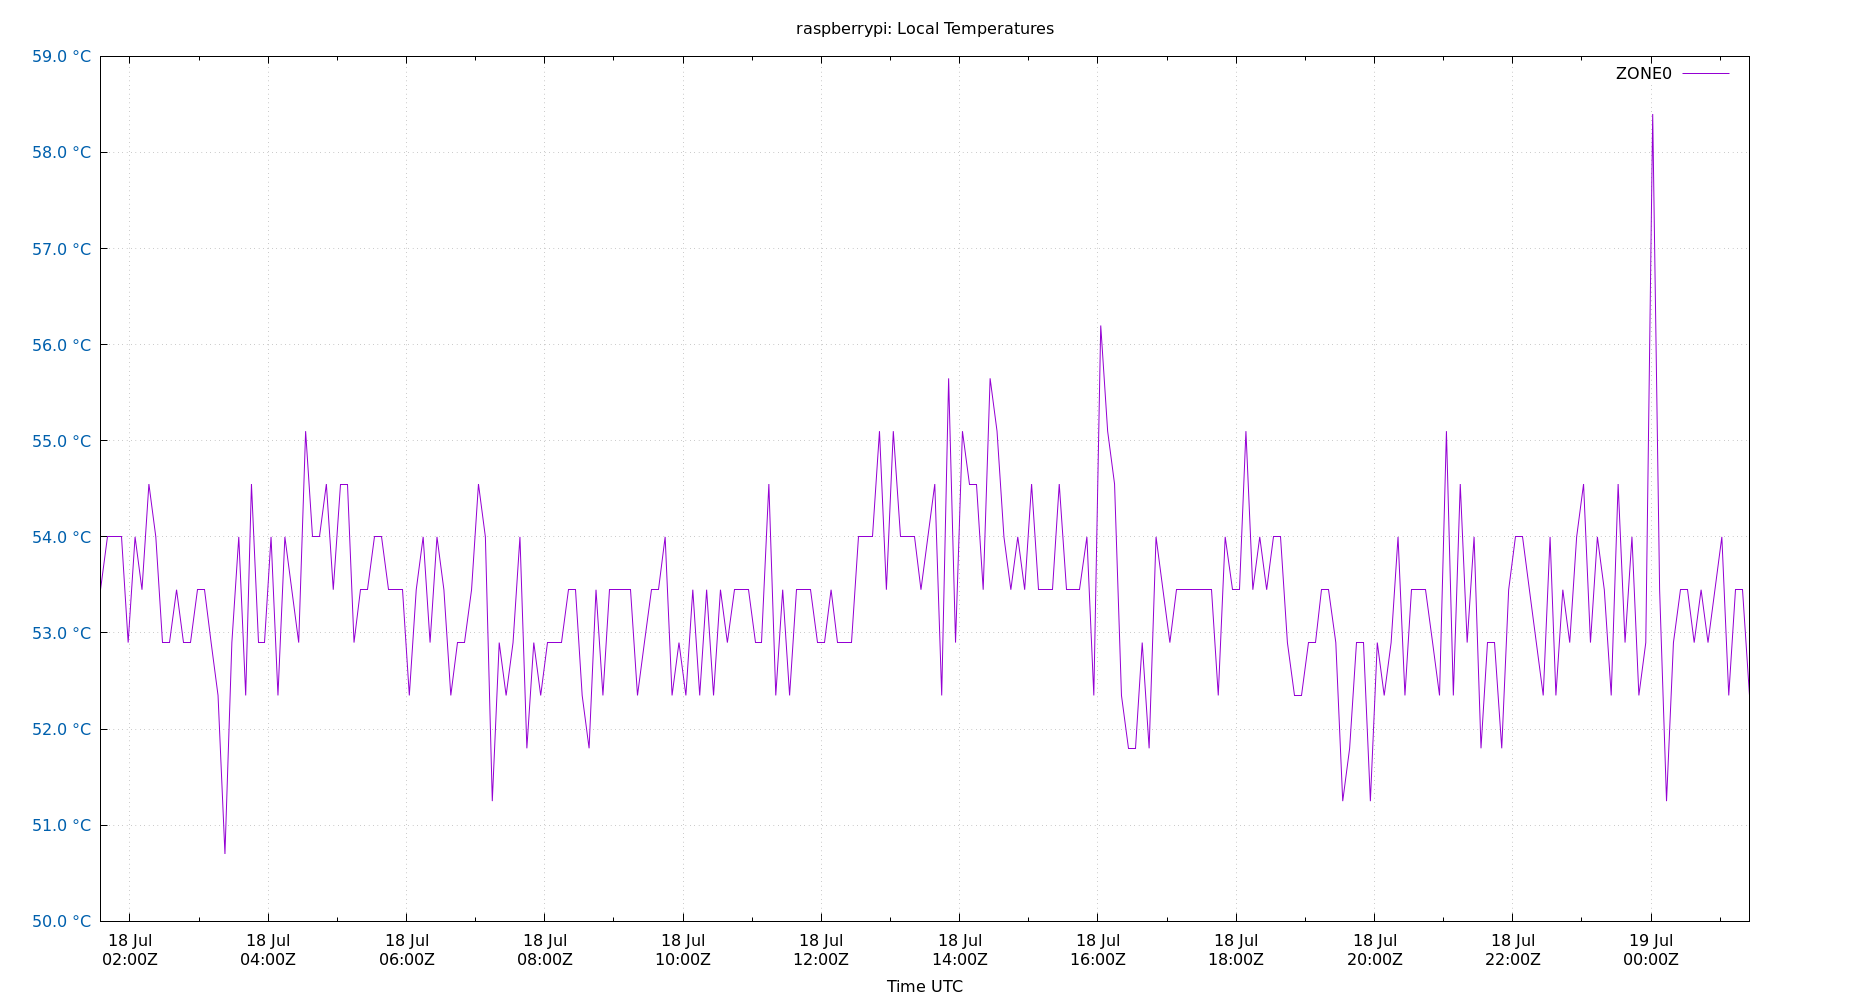 raspberrypi: Local Temperatures
59.0 °C
ZONE0
58.0 °C
57.0 °C
56.0 °C
55.0 °C
54.0 °C
53.0 °C
52.0 °C
51.0 °C
50.0 °C
18 Jul 18 Jul 18 Jul 18 Jul 18 Jul 18 Jul 18 Jul 18 Jul 18 Jul 18 Jul 18 Jul 19 Jul
02:00Z 04:00Z 06:00Z 08:00Z 10:00Z 12:00Z 14:00Z 16:00Z 18:00Z 20:00Z 22:00Z 00:00Z
Time UTC